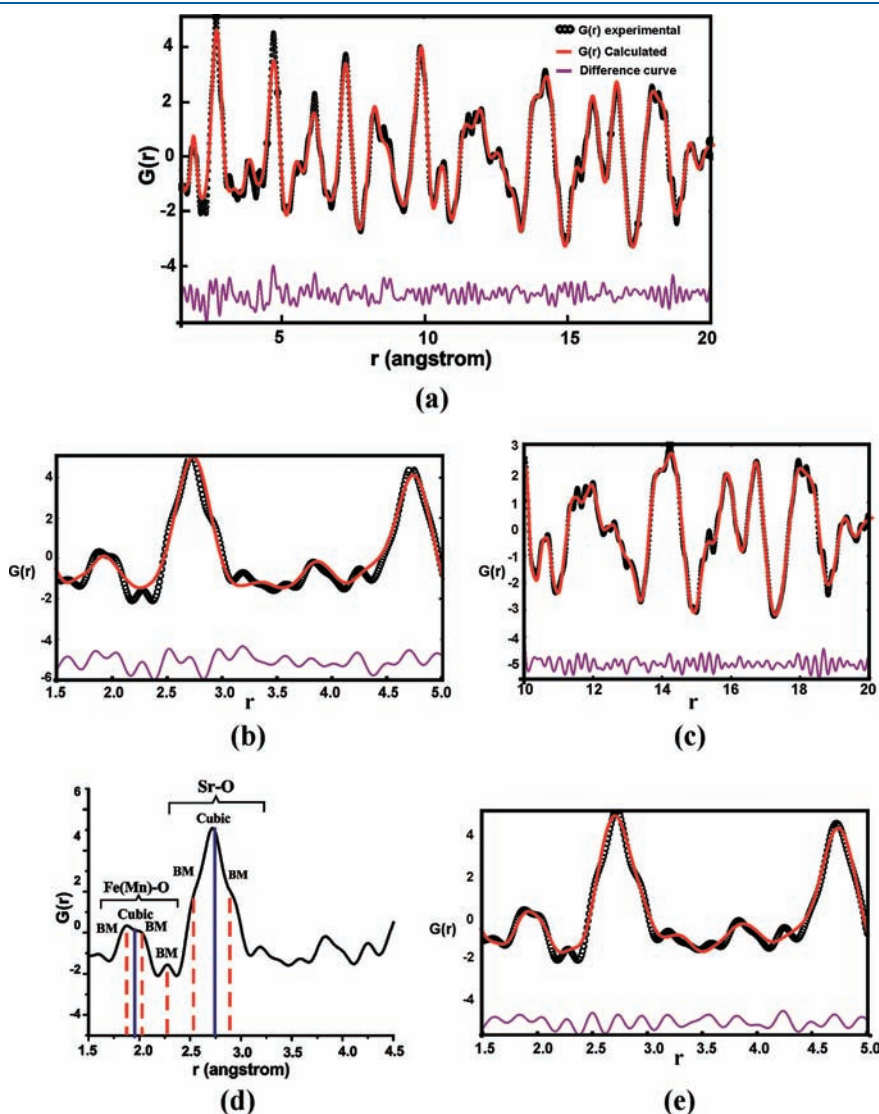 G(r) experimental
G(r) Calculated
Difference curve
G(r)
4
2
0
-2
-4
5
10
15
20
r (angstrom)
(a)
G(r)
4
2
0
-2
-4
-6
1.5
2.0
2.5
3.0
3.5
4.0
4.5
5.0
r
(b)
G(r)
3
2
1
0
-1
-2
-3
-5
10
12
14
16
18
20
r
(c)
Sr-O
Cubic
BM
BM
Fe(Mn)-O
Cubic
BM
BM
BM
G(r)
6
4
2
0
-2
-4
1.5
2.0
2.5
3.0
3.5
4.0
4.5
r (angstrom)
(d)
G(r)
4
2
0
-2
-4
1.5
2.0
2.5
3.0
3.5
4.0
4.5
5.0
r
(e)